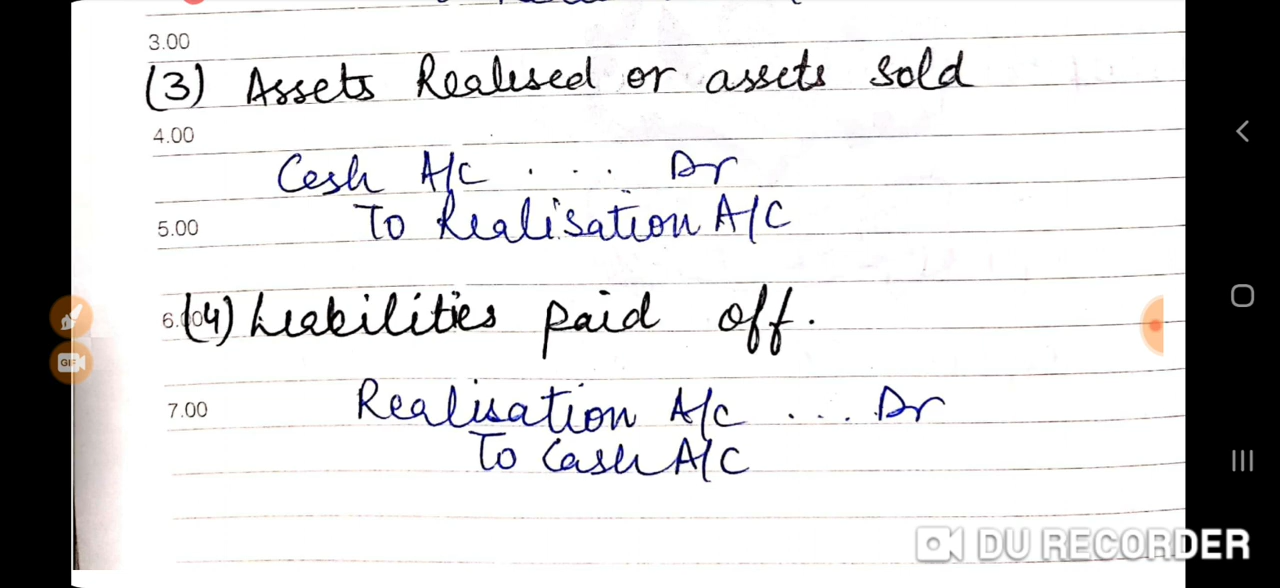 3.00
(3) Assets Realised or assets sold
4.00
Cash A/C . . . Dr
5.00 To Realisation A/C
6.00 (4) Liabilities paid off.
7.00 Realisation A/C ... Dr
To Cash A/C
GIF
DU RECORDER